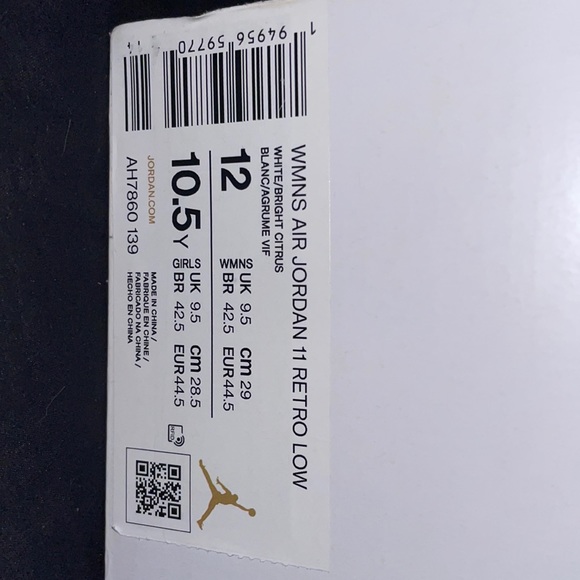 WMNS AIR JORDAN 11 RETRO LOW
WHITE/BRIGHT CITRUS
BLANC/AGRUME VIF
12 WMNS UK 9.5 cm 29
BR 42.5 EUR 44.5
10.5Y GIRLS UK 9.5 cm 28.5
BR 42.5 EUR 44.5
JORDAN.COM
AH7860 139
MADE IN CHINA /
FABRIQUE EN CHINE /
FABRICADO NA CHINA /
HECHO EN CHINA
RFID
1 94956 59770